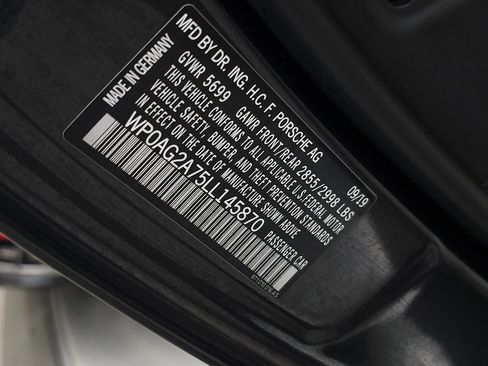 MADE IN GERMANY
MFD BY DR. ING. H.C. F. PORSCHE AG
09/19
GVWR 5699 GAWR FRONT/REAR 2855/2998 LBS
THIS VEHICLE CONFORMS TO ALL APPLICABLE U.S. FEDERAL MOTOR
VEHICLE SAFETY, BUMPER, AND THEFT PREVENTION STANDARDS
IN EFFECT ON THE DATE OF MANUFACTURE SHOWN ABOVE.
WP0AG2A75LL145870
PASSENGER CAR